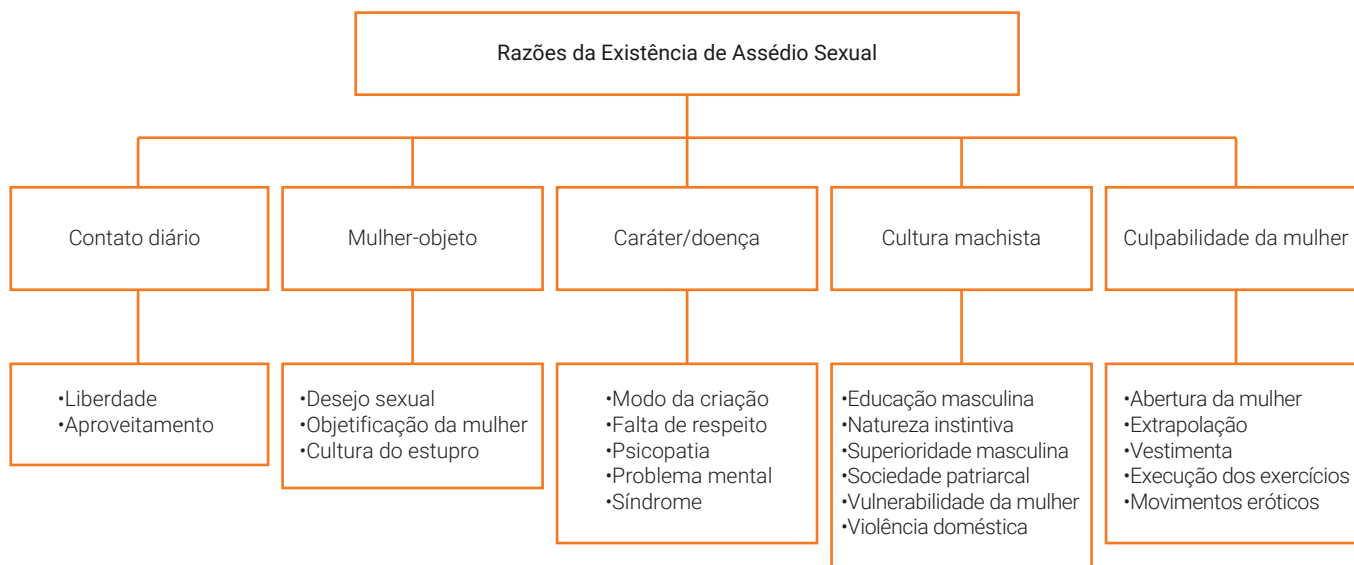 Razões da Existência de Assédio Sexual
Contato diário
Mulher-objeto
Caráter/doença
Cultura machista
Culpabilidade da mulher
•Liberdade
•Aproveitamento
•Desejo sexual
•Objetificação da mulher
•Cultura do estupro
•Modo da criação
•Falta de respeito
•Psicopatia
•Problema mental
•Síndrome
•Educação masculina
•Natureza instintiva
•Superioridade masculina
•Sociedade patriarcal
•Vulnerabilidade da mulher
•Violência doméstica
•Abertura da mulher
•Extrapolação
•Vestimenta
•Execução dos exercícios
•Movimentos eróticos